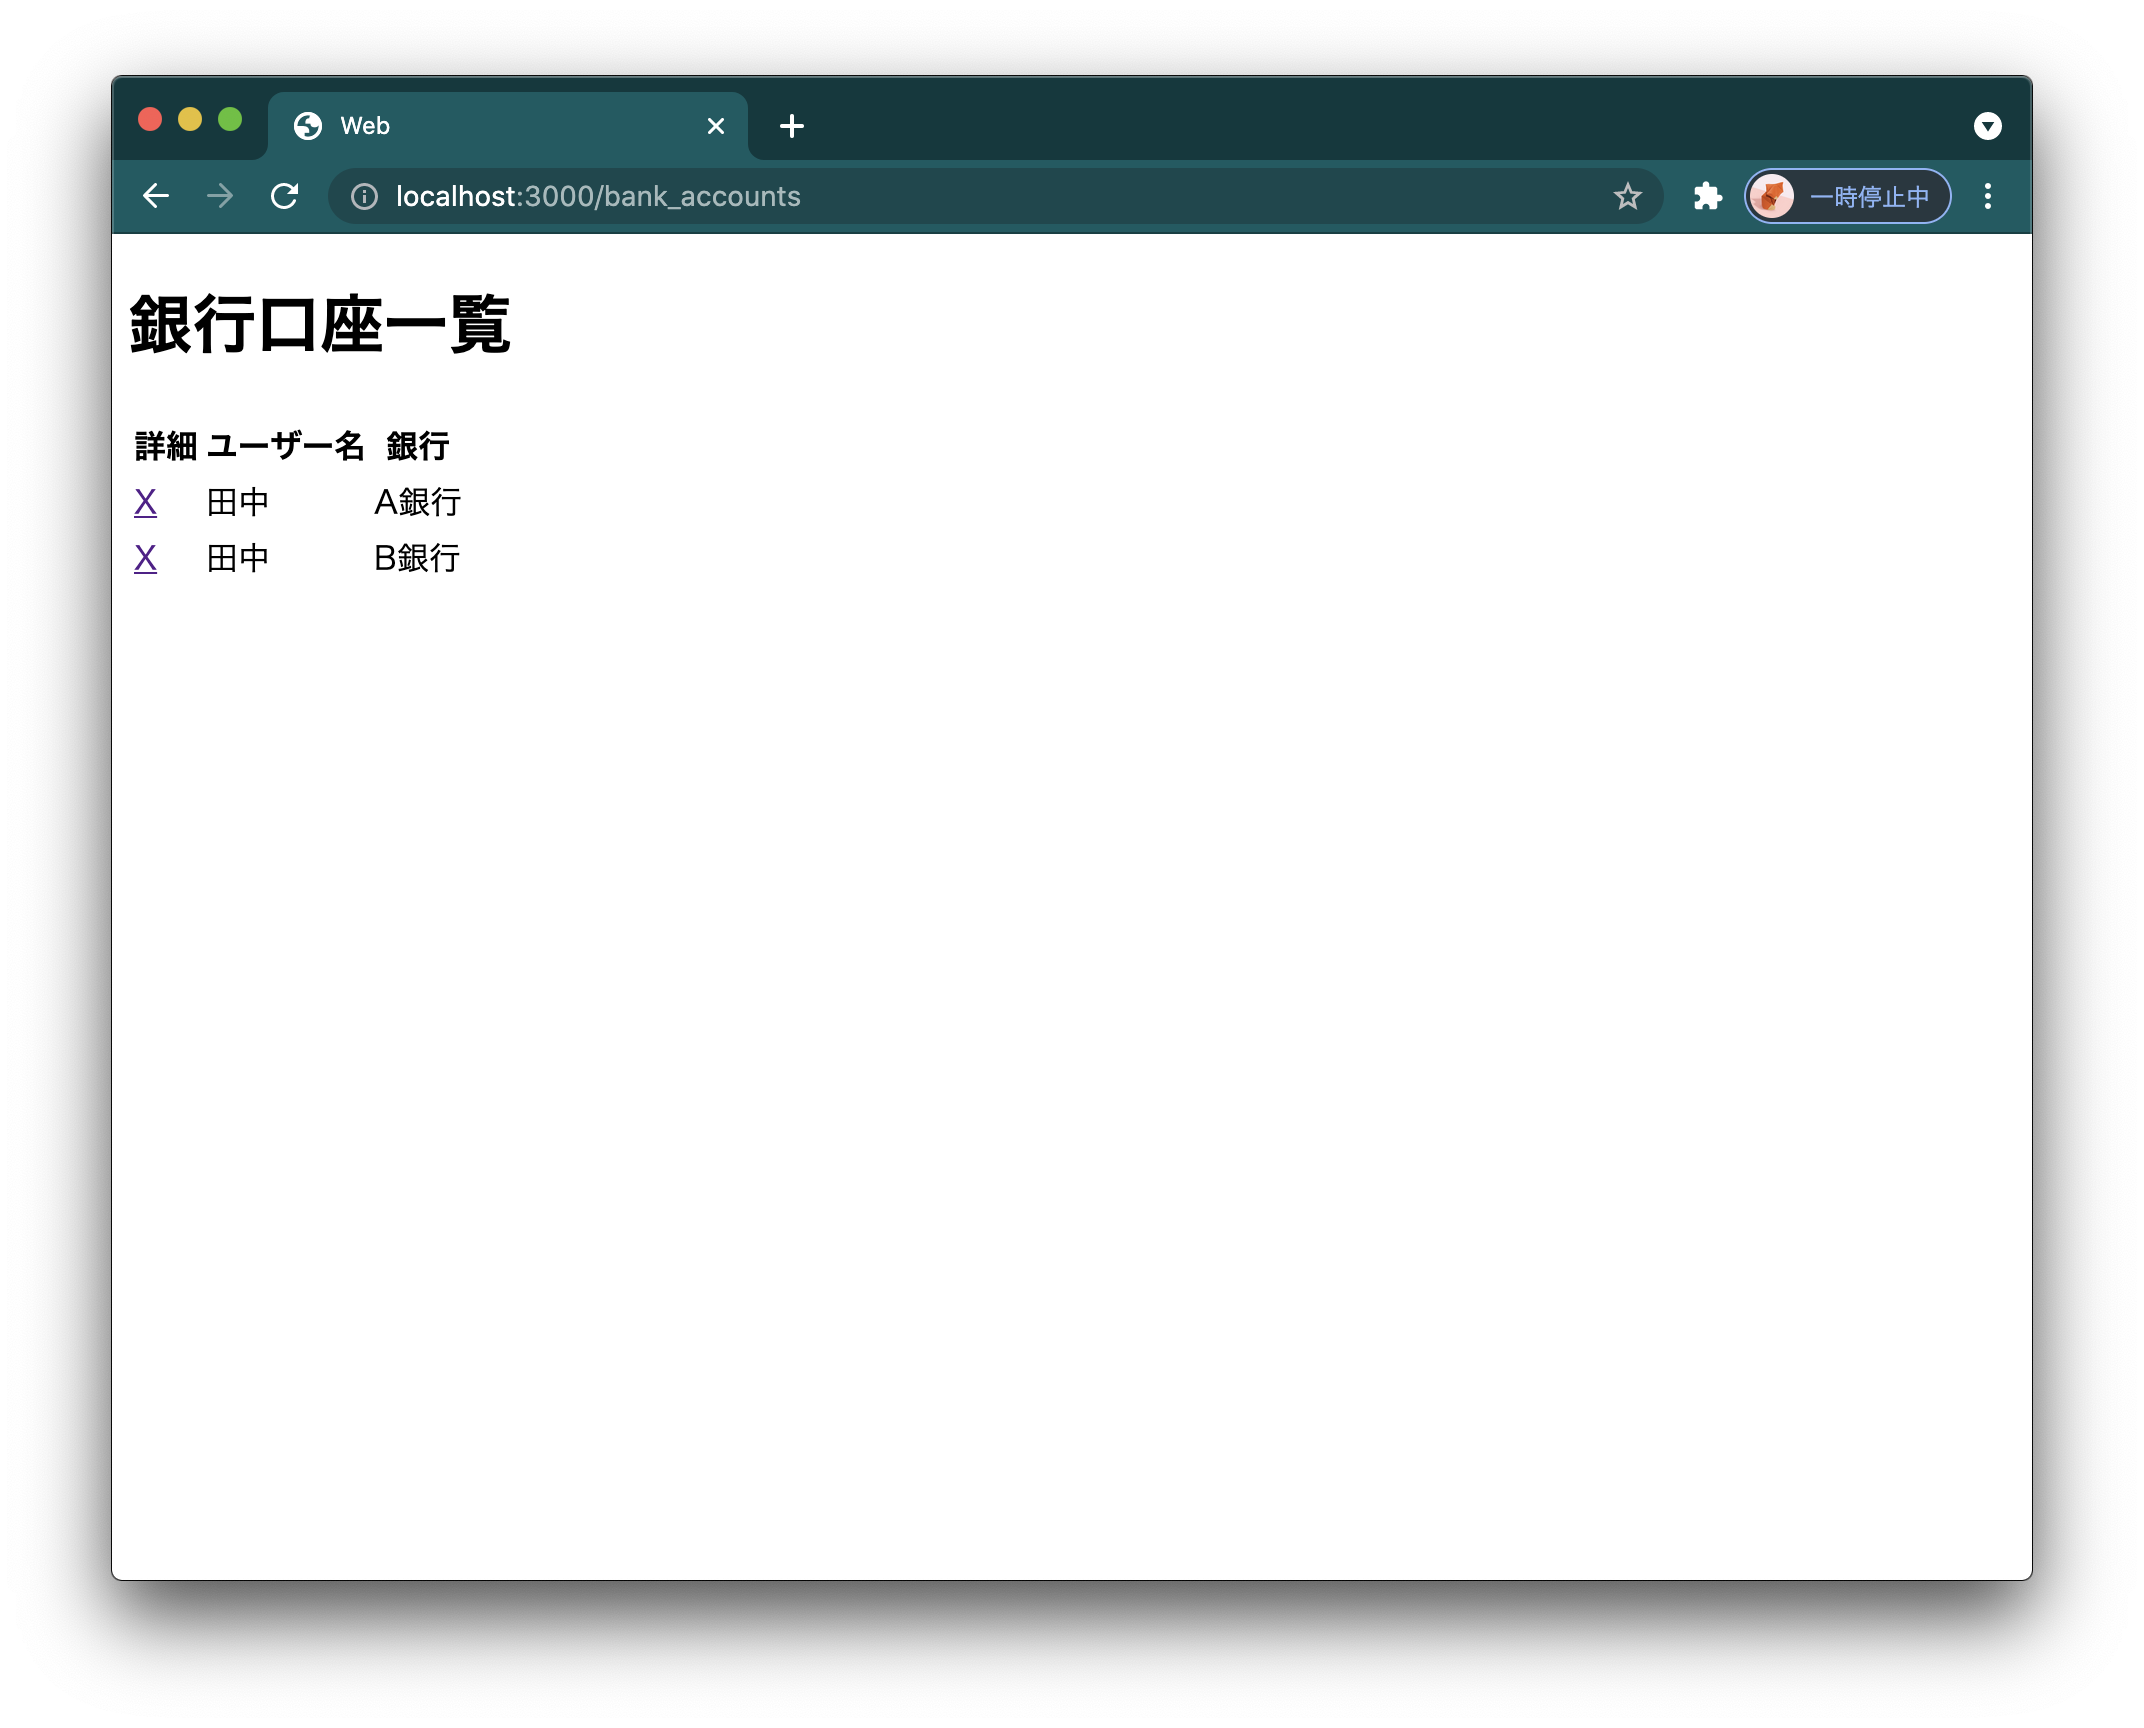 Web
localhost:3000/bank_accounts
一時停止中
銀行口座一覧
詳細 ユーザー名 銀行
X 田中 A銀行
X 田中 B銀行